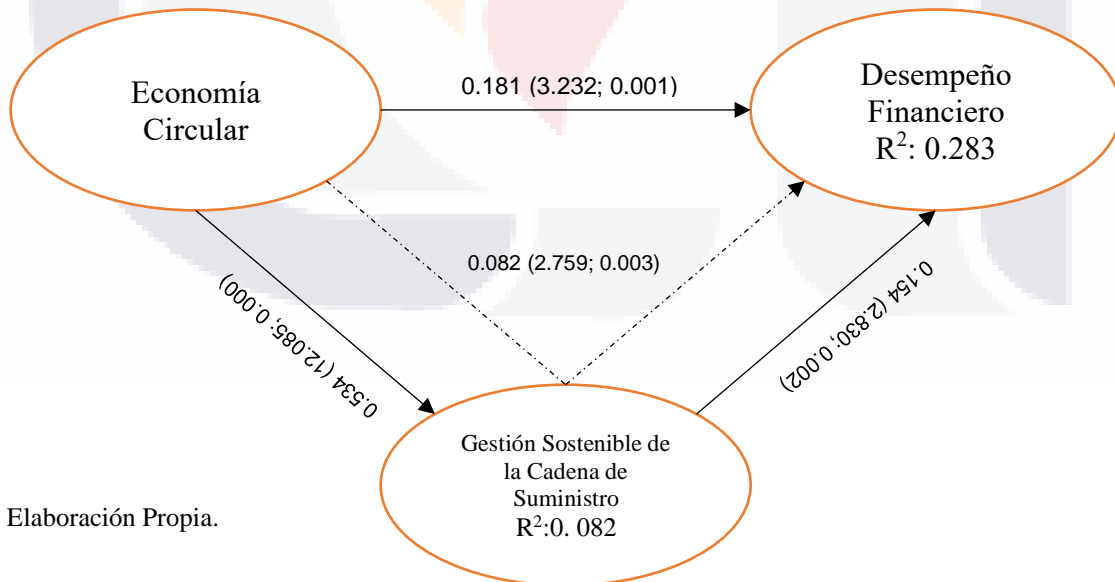 Economía
Circular
0.181 (3.232; 0.001)
Desempeño
Financiero
R²: 0.283
0.082 (2.759; 0.003)
0.534 (12.085; 0.000)
0.154 (2.830; 0.002)
Gestión Sostenible de
la Cadena de
Suministro
R²:0. 082
Elaboración Propia.